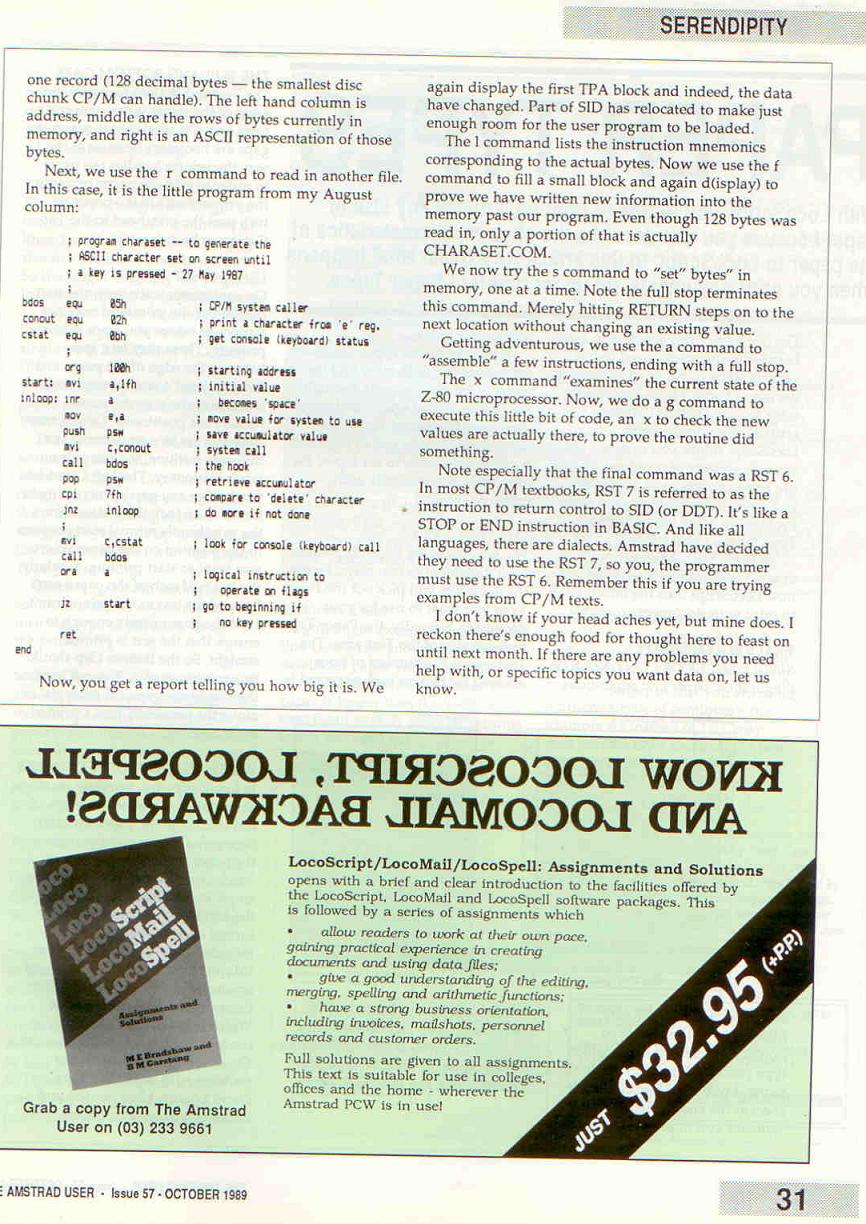 SERENDIPITY
one record (128 decimal bytes — the smallest disc
chunk CP/M can handle). The left hand column is
address, middle are the rows of bytes currently in
memory, and right is an ASCII representation of those
bytes.
Next, we use the r command to read in another file.
In this case, it is the little program from my August
column:
; program charaset -- to generate the
; ASCII character set on screen until
; a key is pressed - 27 May 1987
;
bdos equ 05h ; CP/M system caller
conout equ 02h ; print a character from 'e' reg.
cstat equ 0bh ; get console (keyboard) status
;
org 100h ; starting address
start: mvi a,1fh ; initial value
inloop: inr a ; becomes 'space'
mov e,a ; move value for system to use
push psw ; save accumulator value
mvi c,conout ; system call
call bdos ; the hook
pop psw ; retrieve accumulator
cpi 7fh ; compare to 'delete' character
jnz inloop ; do more if not done
;
mvi c,cstat ; look for console (keyboard) call
call bdos
ora a ; logical instruction to
; operate on flags
jz start ; go to beginning if
; no key pressed
ret
end
Now, you get a report telling you how big it is. We
again display the first TPA block and indeed, the data
have changed. Part of SID has relocated to make just
enough room for the user program to be loaded.
The l command lists the instruction mnemonics
corresponding to the actual bytes. Now we use the f
command to fill a small block and again d(isplay) to
prove we have written new information into the
memory past our program. Even though 128 bytes was
read in, only a portion of that is actually
CHARASET.COM.
We now try the s command to "set" bytes" in
memory, one at a time. Note the full stop terminates
this command. Merely hitting RETURN steps on to the
next location without changing an existing value.
Getting adventurous, we use the a command to
"assemble" a few instructions, ending with a full stop.
The x command "examines" the current state of the
Z-80 microprocessor. Now, we do a g command to
execute this little bit of code, an x to check the new
values are actually there, to prove the routine did
something.
Note especially that the final command was a RST 6.
In most CP/M textbooks, RST 7 is referred to as the
instruction to return control to SID (or DDT). It's like a
STOP or END instruction in BASIC. And like all
languages, there are dialects. Amstrad have decided
they need to use the RST 7, so you, the programmer
must use the RST 6. Remember this if you are trying
examples from CP/M texts.
I don't know if your head aches yet, but mine does. I
reckon there's enough food for thought here to feast on
until next month. If there are any problems you need
help with, or specific topics you want data on, let us
know.
KNOW LOCOSCRIPT, LOCOSPELL
AND LOCOMAIL BACKWARDS!
LOCO
LOCO
LOCO
LocoScript
LocoMail
LocoSpell
Assignments and
Solutions
M E Bradshaw and
B M Garstang
Grab a copy from The Amstrad
User on (03) 233 9661
LocoScript/LocoMail/LocoSpell: Assignments and Solutions
opens with a brief and clear introduction to the facilities offered by
the LocoScript, LocoMail and LocoSpell software packages. This
is followed by a series of assignments which
• allow readers to work at their own pace,
gaining practical experience in creating
documents and using data files;
• give a good understanding of the editing,
merging, spelling and arithmetic functions;
• have a strong business orientation,
including invoices, mailshots, personnel
records and customer orders.
Full solutions are given to all assignments.
This text is suitable for use in colleges,
offices and the home - wherever the
Amstrad PCW is in use!
JUST $32.95 (+P.P.)
E AMSTRAD USER - Issue 57 - OCTOBER 1989
31